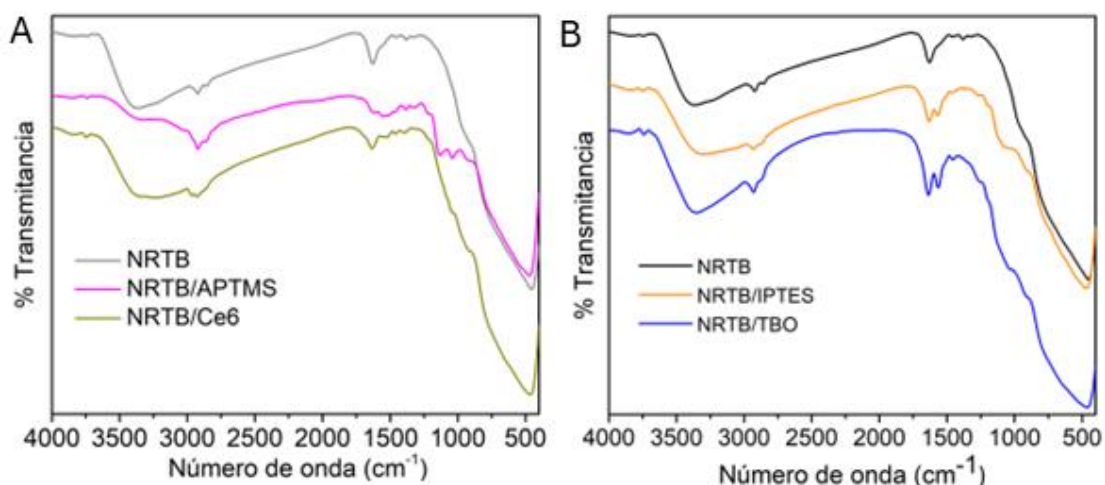 A
% Transmitancia
NRTB
NRTB/APTMS
NRTB/Ce6
4000 3500 3000 2500 2000 1500 1000 500
Número de onda (cm⁻¹)
B
% Transmitancia
NRTB
NRTB/IPTES
NRTB/TBO
4000 3500 3000 2500 2000 1500 1000 500
Número de onda (cm⁻¹)